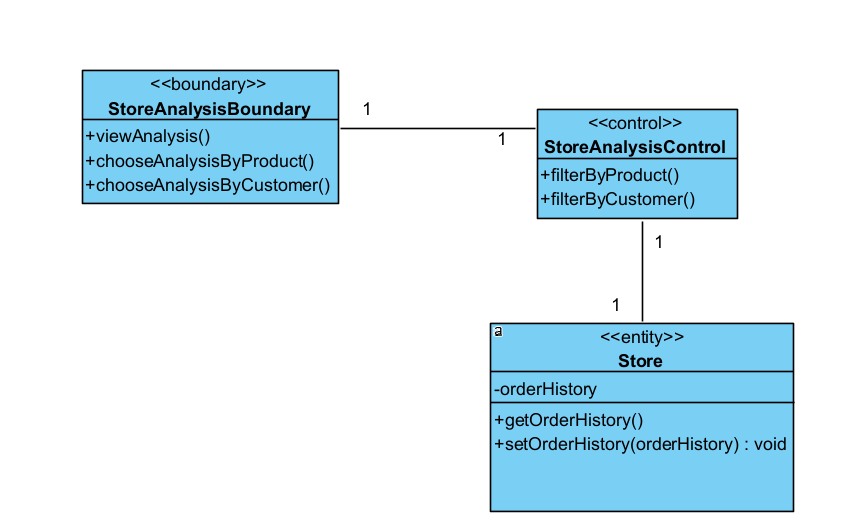 <<boundary>>
StoreAnalysisBoundary
+viewAnalysis()
+chooseAnalysisByProduct()
+chooseAnalysisByCustomer()
1
1
<<control>>
StoreAnalysisControl
+filterByProduct()
+filterByCustomer()
1
1
a
<<entity>>
Store
-orderHistory
+getOrderHistory()
+setOrderHistory(orderHistory) : void